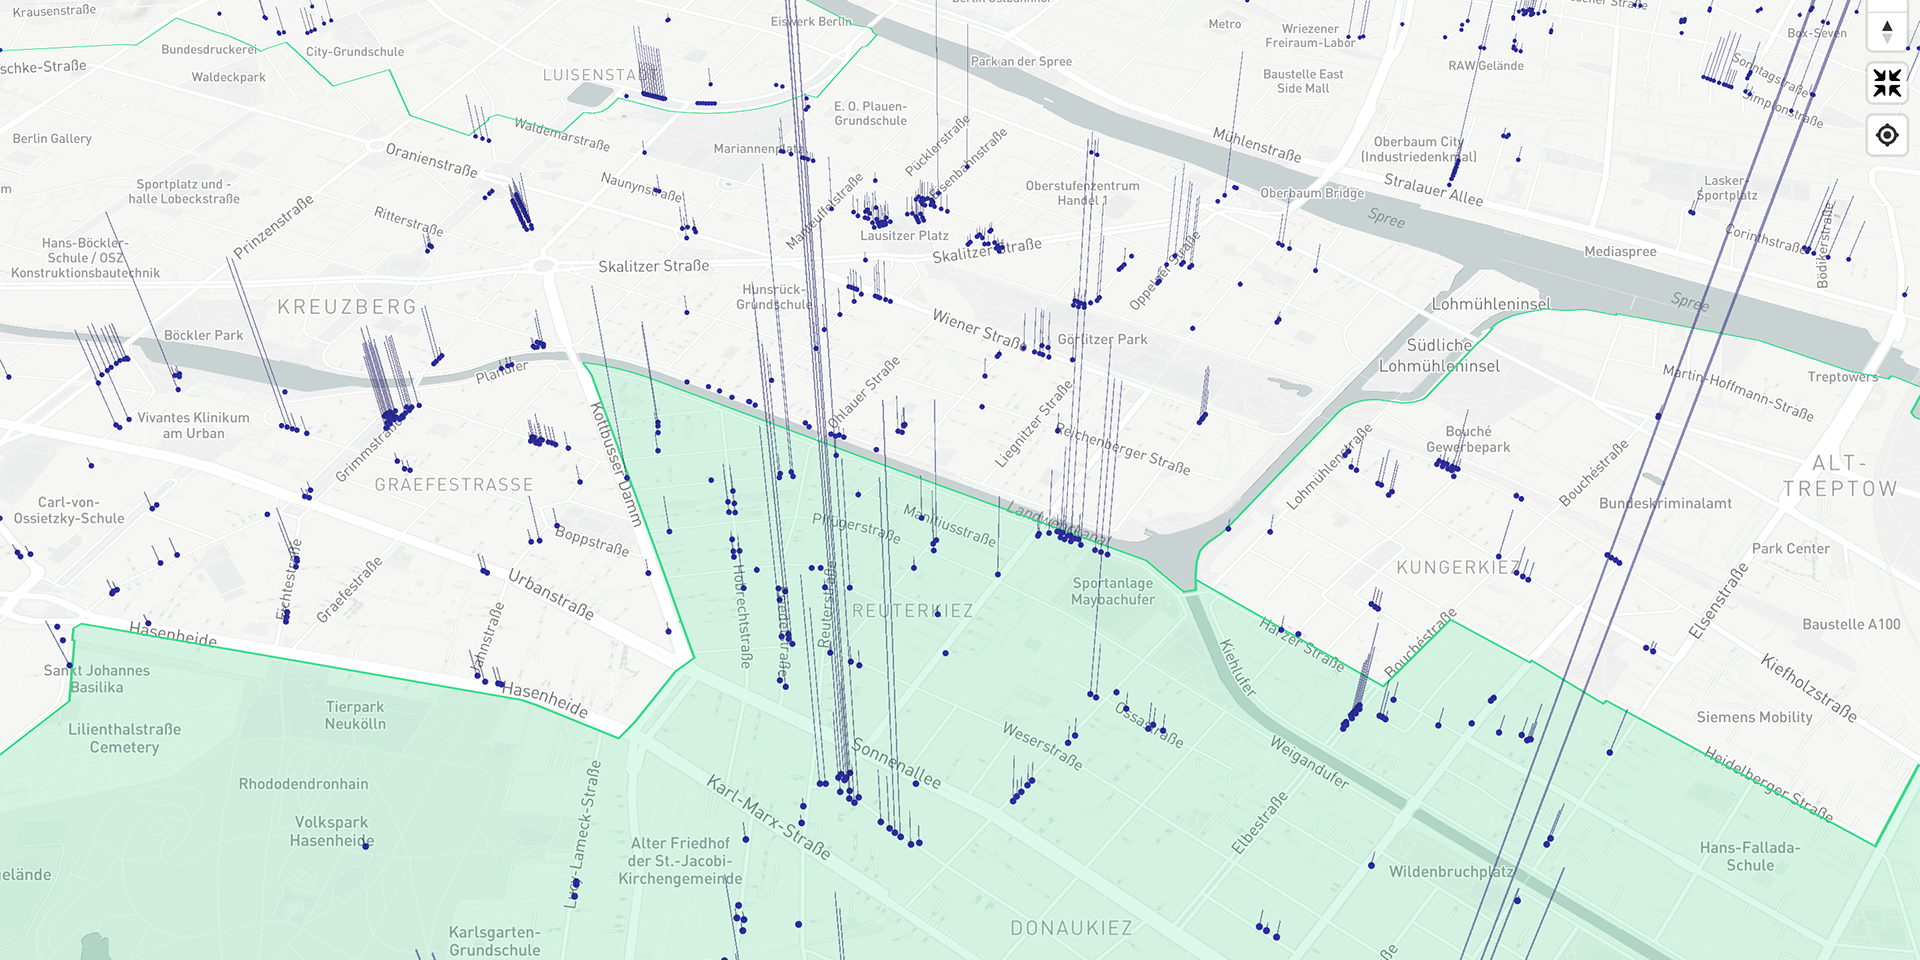 Krausenstraße
Eiswerk Berlin
Metro
Wriezener
Freiraum-Labor
Box-Seven
Bundesdruckerei
City-Grundschule
schke-Straße
Waldeckpark
LUISENSTADT
Park an der Spree
Baustelle East
Side Mall
RAW Gelände
Sonntagstraße
Simplonstraße
E. O. Plauen-
Grundschule
Berlin Gallery
Waldemarstraße
Oranienstraße
Mariannenplatz
Pücklerstraße
Eisenbahnstraße
Mühlenstraße
Oberbaum City
(Industriedenkmal)
Sportplatz und -
halle Lobeckstraße
Naunynstraße
Manteuffelstraße
Oberstufenzentrum
Handel 1
Oberbaum Bridge
Stralauer Allee
Lasker-
Sportplatz
Prinzenstraße
Ritterstraße
Lausitzer Platz
Spree
Hans-Böckler-
Schule / OSZ
Konstruktionsbautechnik
Skalitzer Straße
Skalitzer Straße
Oppelner Straße
Mediaspree
Corinthstraße
Bödikerstraße
KREUZBERG
Hunsrück-
Grundschule
Lohmühleninsel
Spree
Böckler Park
Wiener Straße
Görlitzer Park
Südliche
Lohmühleninsel
Planufer
Martin-Hoffmann-Straße
Treptowers
Vivantes Klinikum
am Urban
Kottbusser Damm
Ohlauer Straße
Liegnitzer Straße
Reichenberger Straße
Lohmühlenstraße
Bouché
Gewerbepark
Bouchéstraße
ALT-
TREPTOW
Grimmstraße
GRAEFESTRASSE
Carl-von-
Ossietzky-Schule
Landwehrkanal
Bundeskriminalamt
Pflügerstraße
Manitiusstraße
Boppstraße
Park Center
Fichtestraße
Graefestraße
Urbanstraße
Hobrechtstraße
Reuterstraße
REUTERKIEZ
Sportanlage
Maybachufer
KUNGERKIEZ
Eisenstraße
Baustelle A100
Hasenheide
Jahnstraße
Harzer Straße
Bouchéstraße
Kiehlufer
Kiefholzstraße
Sankt Johannes
Basilika
Hasenheide
Lilienthalstraße
Cemetery
Tierpark
Neukölln
Siemens Mobility
Ossastraße
Weserstraße
Weigandufer
Sonnenallee
Heidelberger Straße
Rhododendronhain
Karl-Marx-Straße
Lucy-Lameck-Straße
Volkspark
Hasenheide
Elbestraße
Alter Friedhof
der St.-Jacobi-
Kirchengemeinde
Hans-Fallada-
Schule
elände
Wildenbruchplatz
DONAUKIEZ
Karlsgarten-
Grundschule